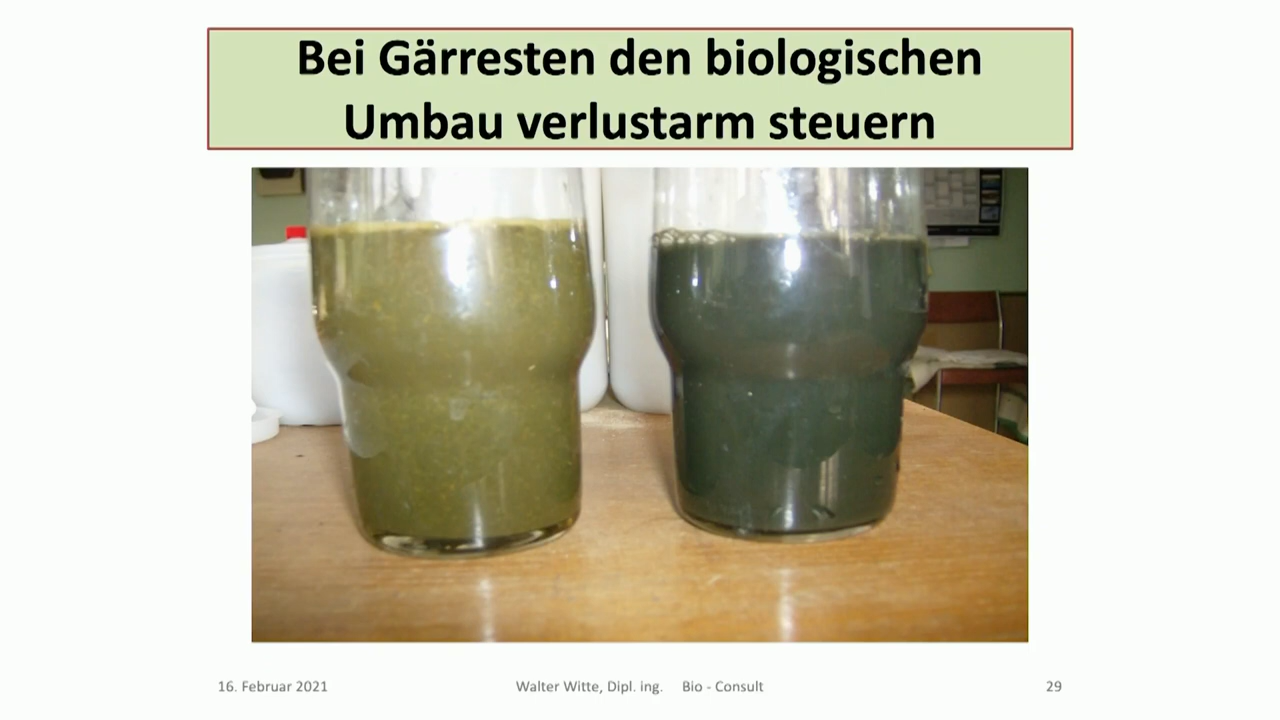 Bei Gärresten den biologischen
Umbau verlustarm steuern
16. Februar 2021
Walter Witte, Dipl. ing. Bio - Consult
29